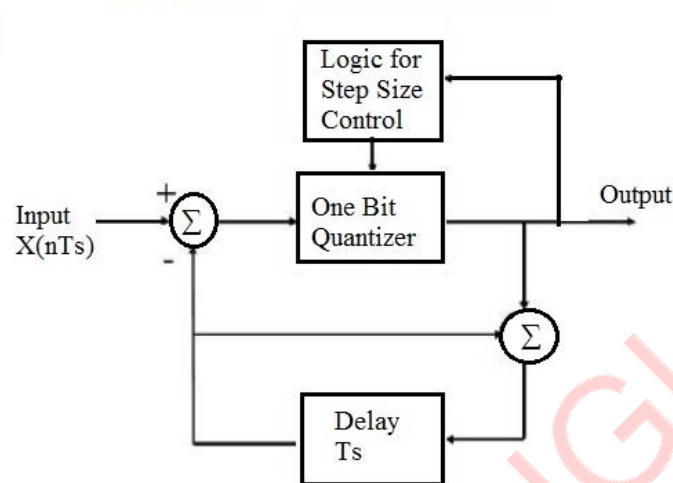 Logic for
Step Size
Control
+
Σ
-
Input
X(nTs)
One Bit
Quantizer
Output
Σ
Delay
Ts